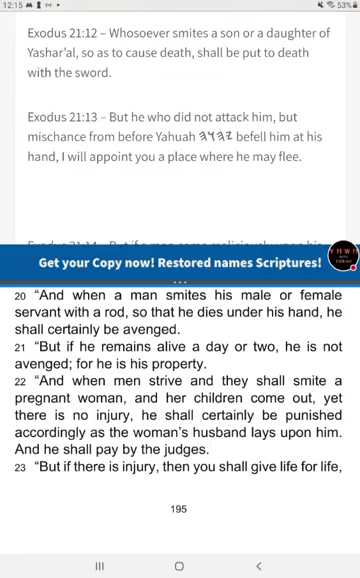 12:15
53%
Exodus 21:12 – Whosoever smites a son or a daughter of
Yashar'al, so as to cause death, shall be put to death
with the sword.
Exodus 21:13 – But he who did not attack him, but
mischance from before Yahuah 𐤉𐤄𐤅𐤄 befell him at his
hand, I will appoint you a place where he may flee.
Get your Copy now! Restored names Scriptures!
20 “And when a man smites his male or female
servant with a rod, so that he dies under his hand, he
shall certainly be avenged.
21 “But if he remains alive a day or two, he is not
avenged; for he is his property.
22 “And when men strive and they shall smite a
pregnant woman, and her children come out, yet
there is no injury, he shall certainly be punished
accordingly as the woman’s husband lays upon him.
And he shall pay by the judges.
23 “But if there is injury, then you shall give life for life,
195